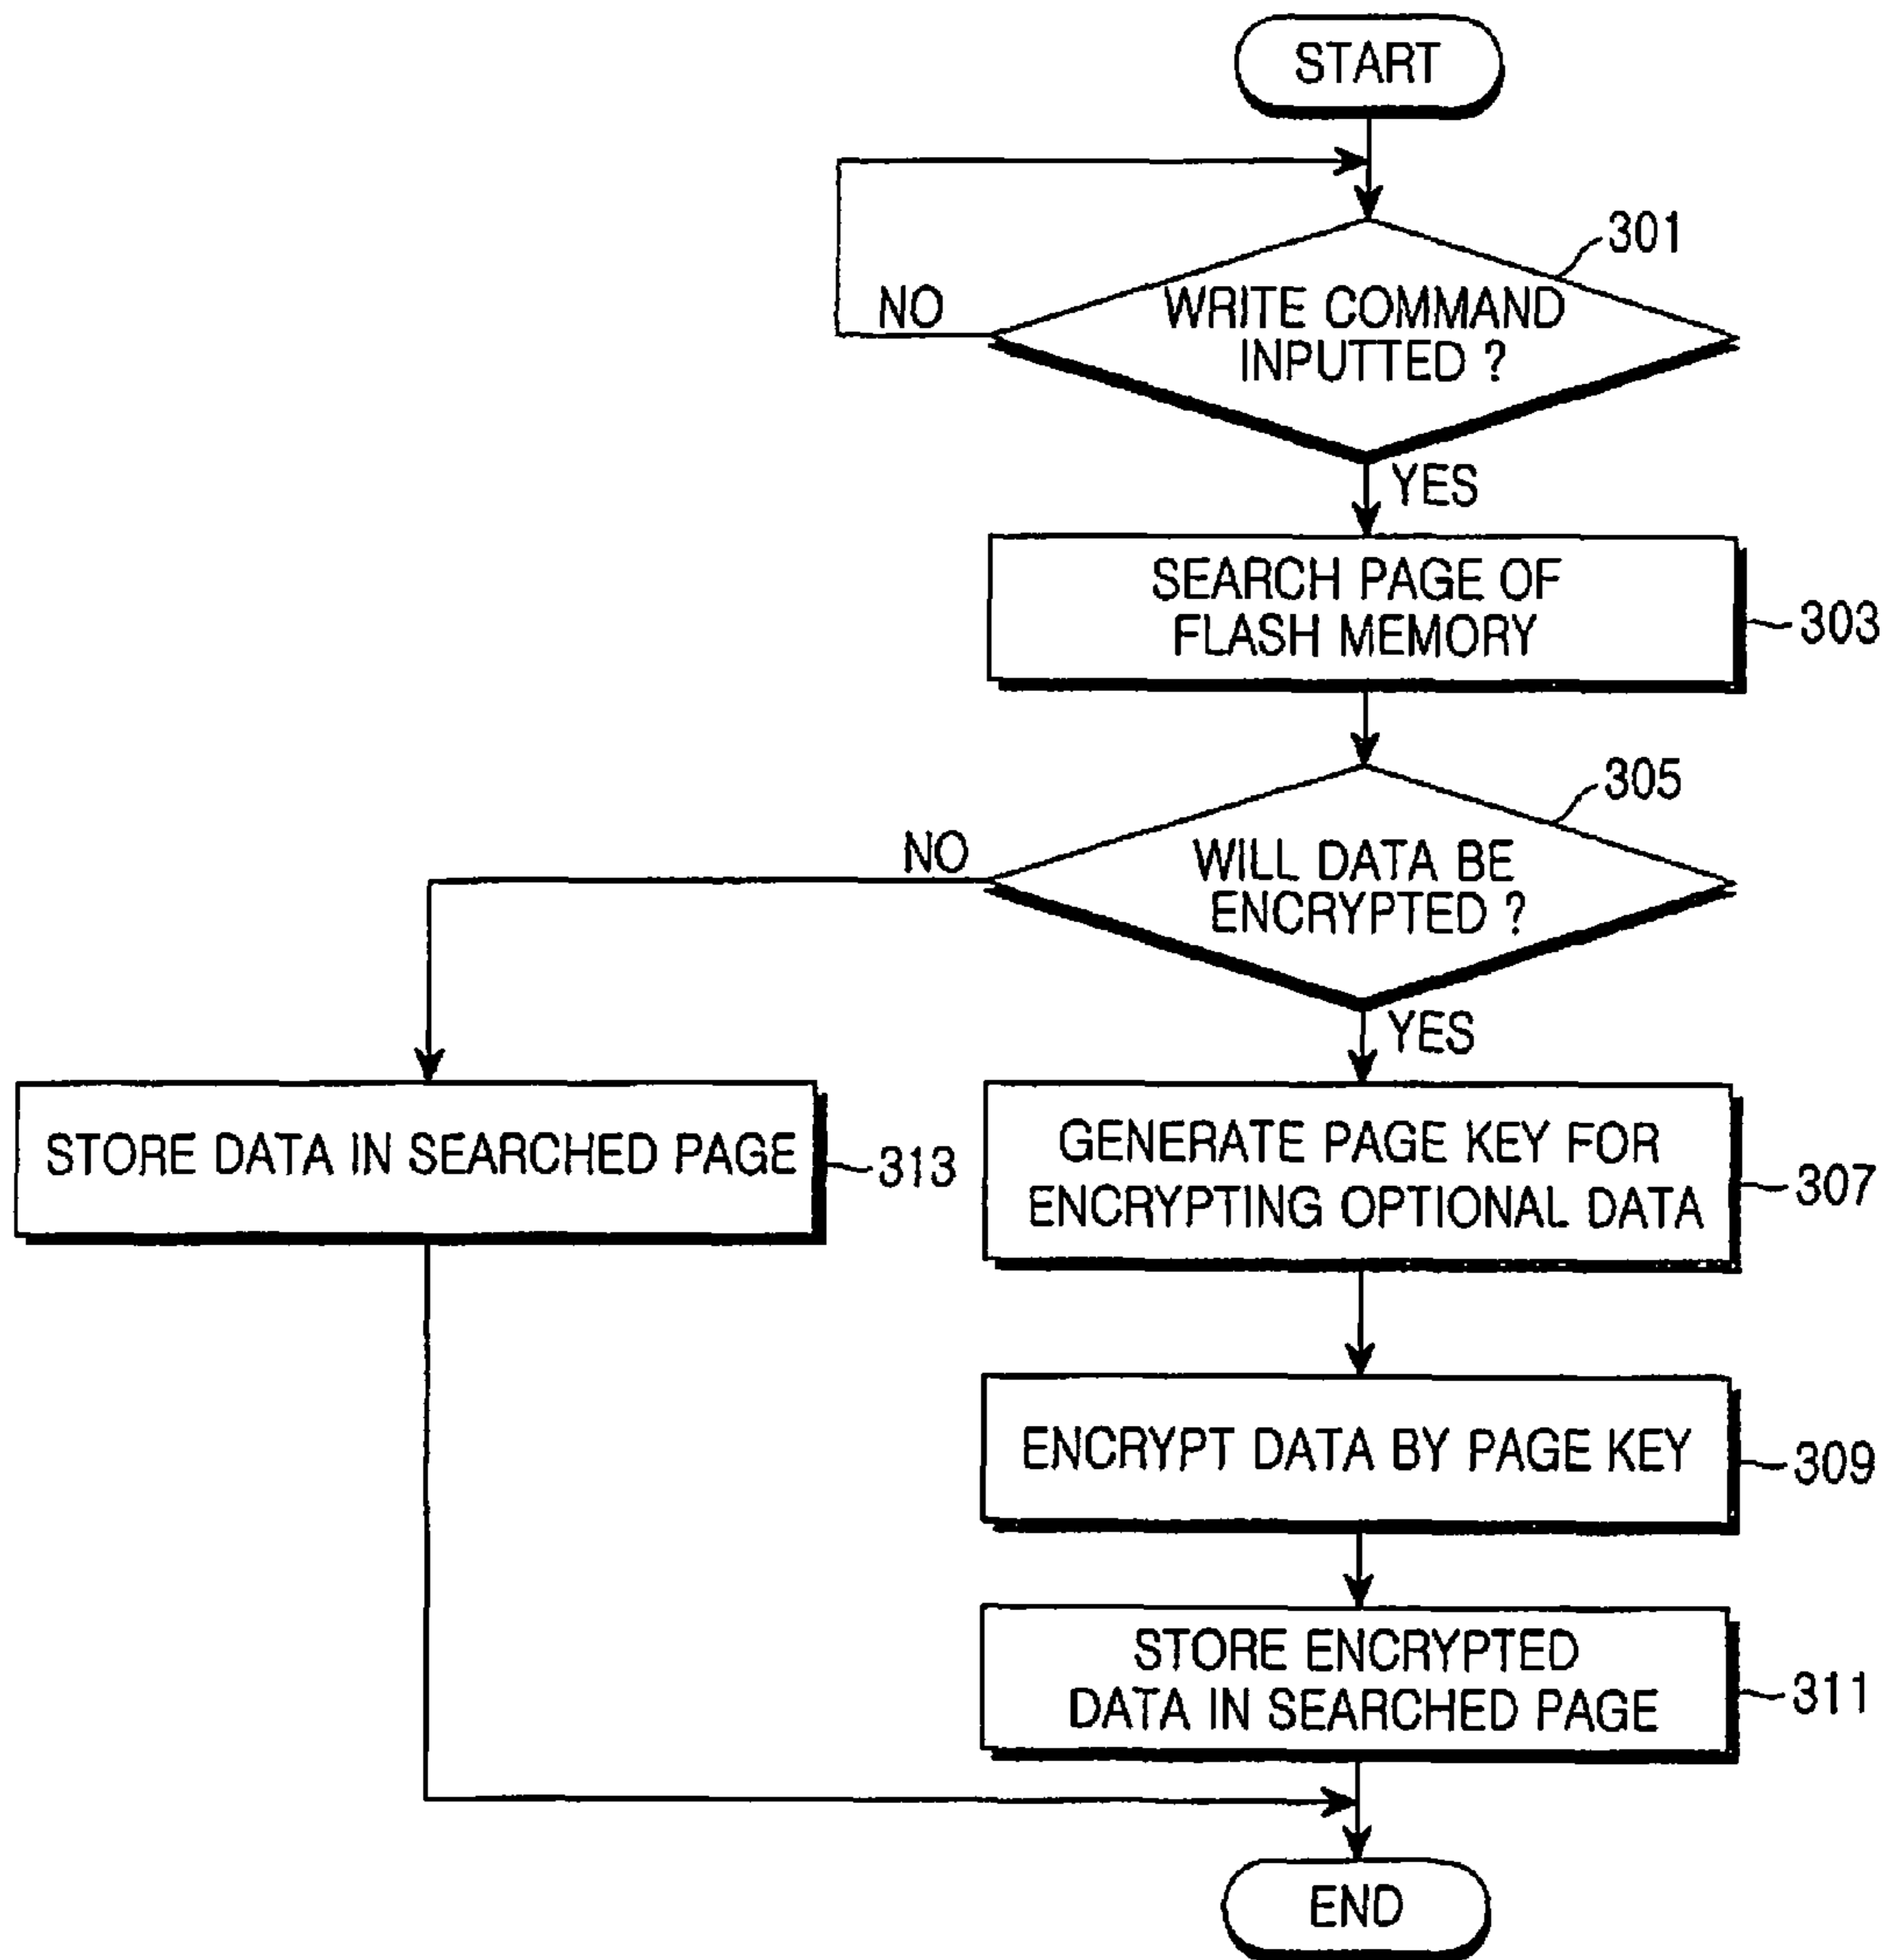 START
301
NO
WRITE COMMAND
INPUTTED ?
YES
SEARCH PAGE OF
FLASH MEMORY
303
305
NO
WILL DATA BE
ENCRYPTED ?
YES
STORE DATA IN SEARCHED PAGE
313
GENERATE PAGE KEY FOR
ENCRYPTING OPTIONAL DATA
307
ENCRYPT DATA BY PAGE KEY
309
STORE ENCRYPTED
DATA IN SEARCHED PAGE
311
END